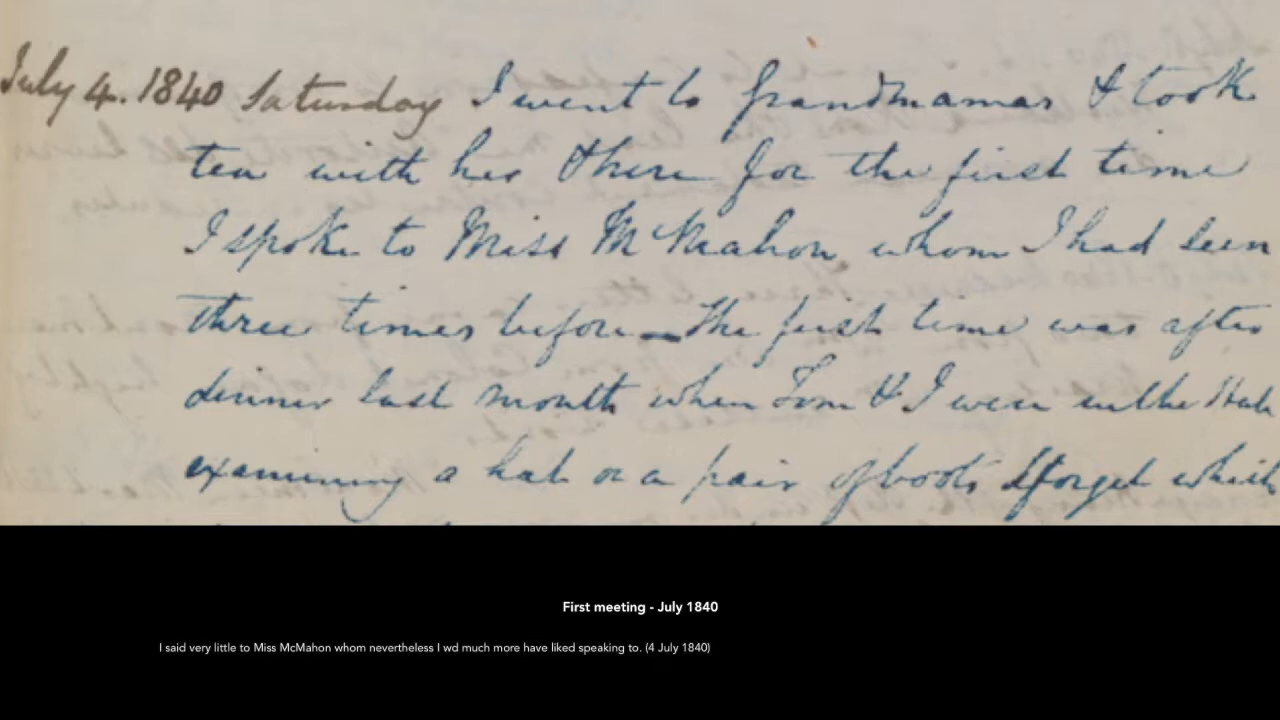 July 4. 1840 Saturday I went to Grandmamas & took
tea with her & here for the first time
I spoke to Miss McMahon whom I had seen
three times before – The first time was after
dinner last month when Tom & I were in the Hall
examining a hat or a pair of boots I forget which
First meeting - July 1840
I said very little to Miss McMahon whom nevertheless I wd much more have liked speaking to. (4 July 1840)